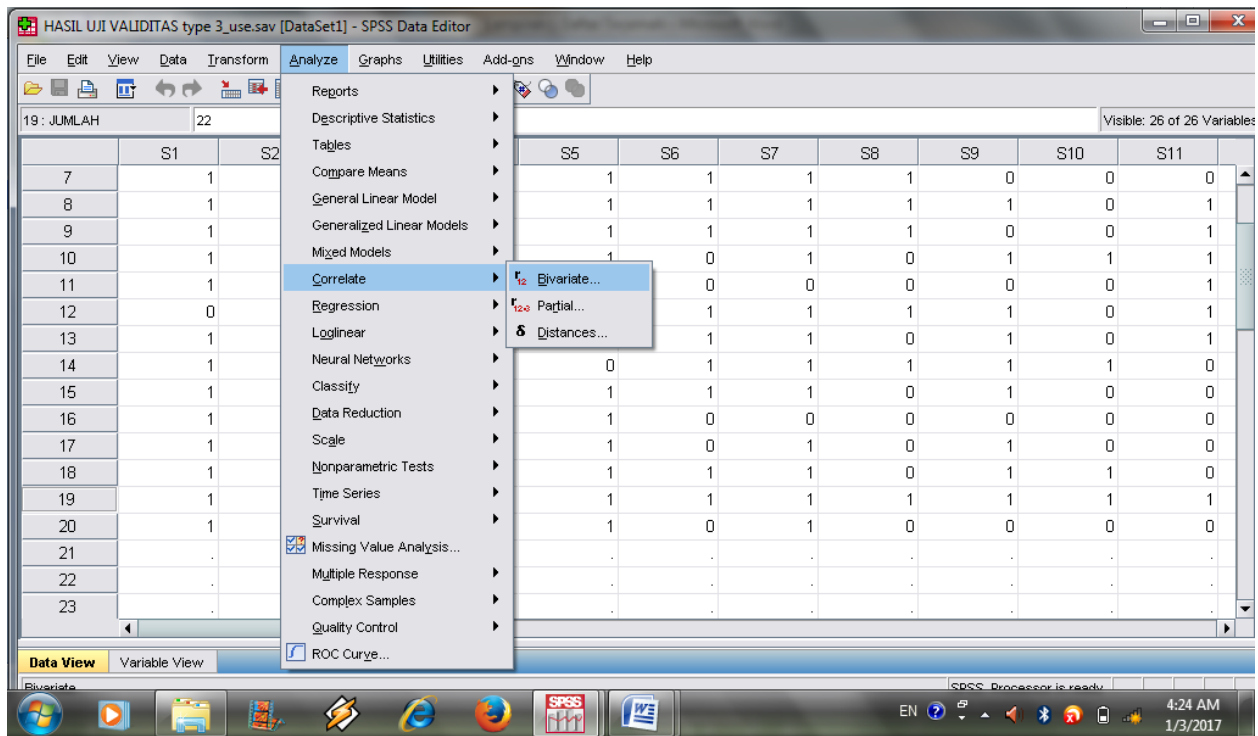 HASIL UJI VALIDITAS type 3_use.sav [DataSet1] - SPSS Data Editor
File Edit View Data Transform Analyze Graphs Utilities Add-ons Window Help
19 : JUMLAH 22 Visible: 26 of 26 Variables
S1 S2 S5 S6 S7 S8 S9 S10 S11
7 1 1 1 1 1 0 0 0
8 1 1 1 1 1 1 0 1
9 1 1 1 1 1 0 0 1
10 1 1 0 1 0 1 1 1
11 1 0 0 0 0 0 1
12 0 1 1 1 1 0 1
13 1 1 1 0 1 0 1
14 1 0 1 1 1 1 1 0
15 1 1 1 1 0 1 0 0
16 1 1 0 0 0 0 0 0
17 1 1 0 1 0 1 0 0
18 1 1 1 1 0 1 1 0
19 1 1 1 1 1 1 1 1
20 1 1 0 1 0 0 0 0
21 . . . . . . . .
22 . . . . . . . .
23 . . . . . . . .
Reports
Descriptive Statistics
Tables
Compare Means
General Linear Model
Generalized Linear Models
Mixed Models
Correlate
Regression
Loglinear
Neural Networks
Classify
Data Reduction
Scale
Nonparametric Tests
Time Series
Survival
Missing Value Analysis...
Multiple Response
Complex Samples
Quality Control
ROC Curve...
r12 Bivariate...
r12•3 Partial...
δ Distances...
Data View Variable View
Bivariate SPSS Processor is ready
SPSS
EN
4:24 AM
1/3/2017